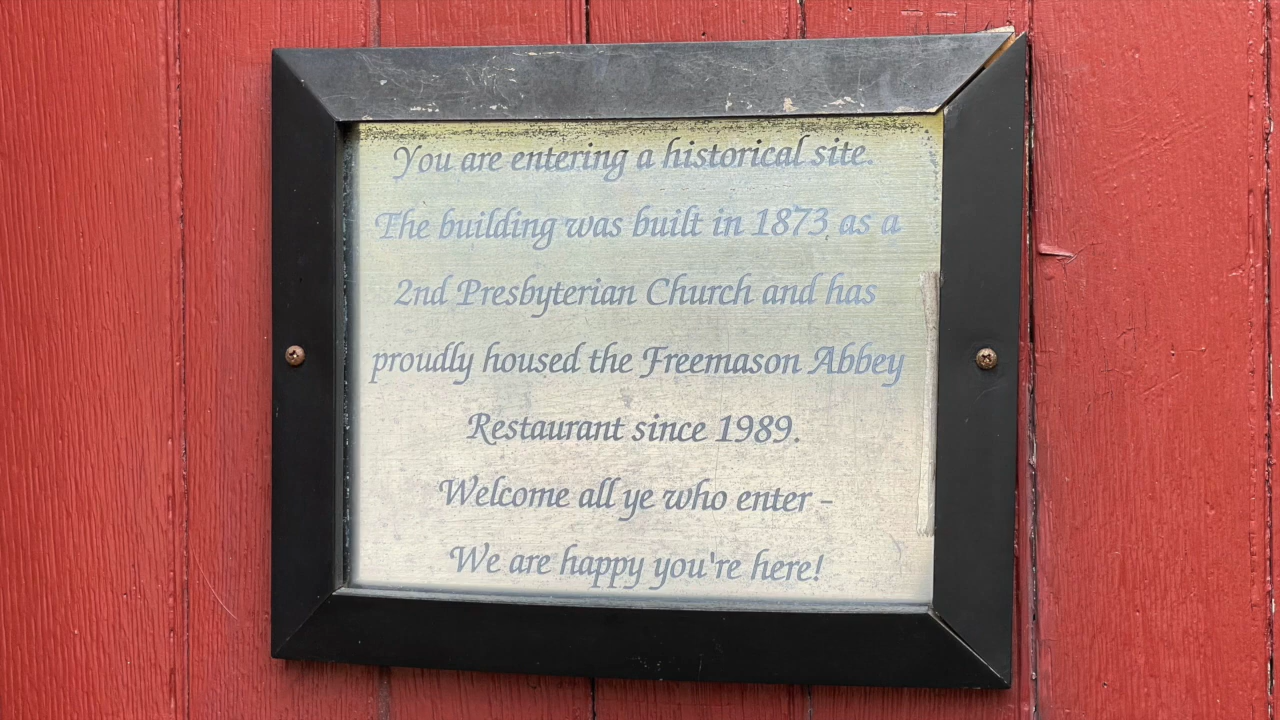 You are entering a historical site.
The building was built in 1873 as a
2nd Presbyterian Church and has
proudly housed the Freemason Abbey
Restaurant since 1989.
Welcome all ye who enter -
We are happy you're here!